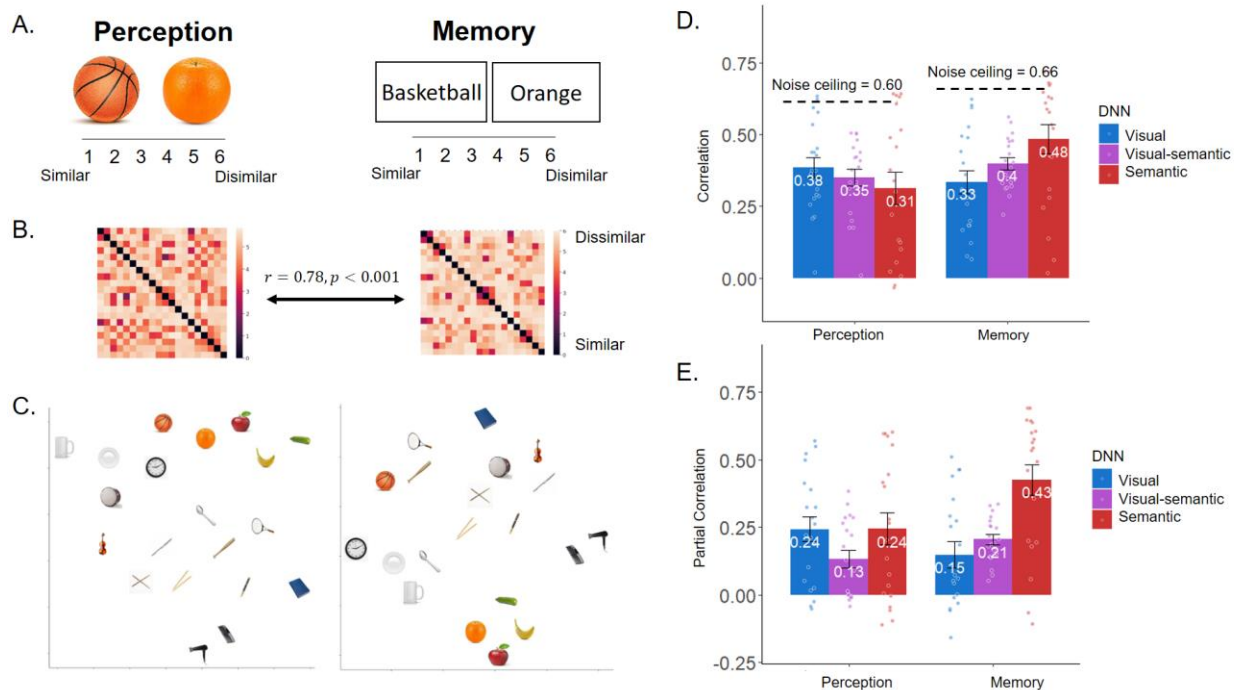 A.
Perception
1 2 3 4 5 6
Similar Disimilar
Memory
Basketball Orange
1 2 3 4 5 6
Similar Disimilar
B.
r = 0.78, p < 0.001
Dissimilar
Similar
C.
D.
Noise ceiling = 0.60
Noise ceiling = 0.66
Correlation
0.75
0.50
0.25
0.00
0.38 0.35 0.31 0.33 0.4 0.48
Perception Memory
DNN
Visual
Visual-semantic
Semantic
E.
Partial Correlation
0.75
0.50
0.25
0.00
-0.25
0.24 0.13 0.24 0.15 0.21 0.43
Perception Memory
DNN
Visual
Visual-semantic
Semantic